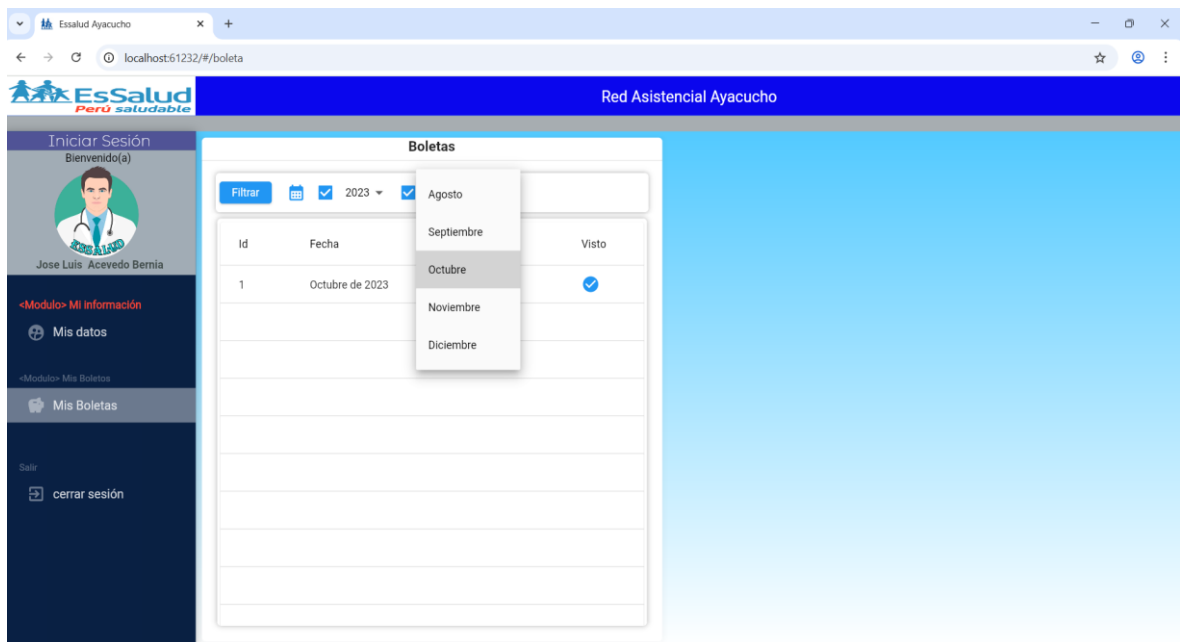 Essalud Ayacucho
localhost:61232/#/boleta
EsSalud
Perú saludable
Red Asistencial Ayacucho
Iniciar Sesión
Bienvenido(a)
ESSALUD
Jose Luis Acevedo Bernia
<Modulo> Mi Información
Mis datos
<Modulo> Mis Boletos
Mis Boletas
Salir
cerrar sesión
Boletas
Filtrar 2023
Agosto
Septiembre
Octubre
Noviembre
Diciembre
Id Fecha Visto
1 Octubre de 2023